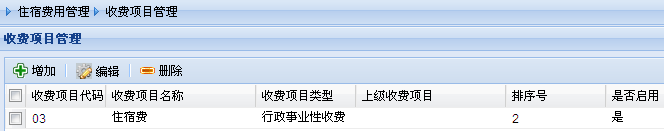 住宿费用管理 收费项目管理
收费项目管理
增加 编辑 删除
收费项目代码 收费项目名称 收费项目类型 上级收费项目 排序号 是否启用
03 住宿费 行政事业性收费 2 是